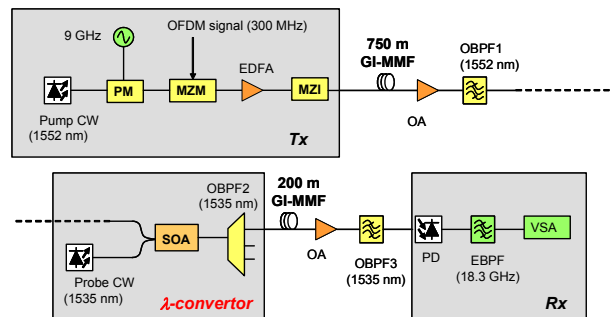 9 GHz
OFDM signal (300 MHz)
EDFA
PM
MZM
MZI
Pump CW
(1552 nm)
Tx
750 m
GI-MMF
OA
OBPF1
(1552 nm)
OBPF2
(1535 nm)
SOA
Probe CW
(1535 nm)
λ-convertor
200 m
GI-MMF
OA
OBPF3
(1535 nm)
PD
EBPF
(18.3 GHz)
VSA
Rx